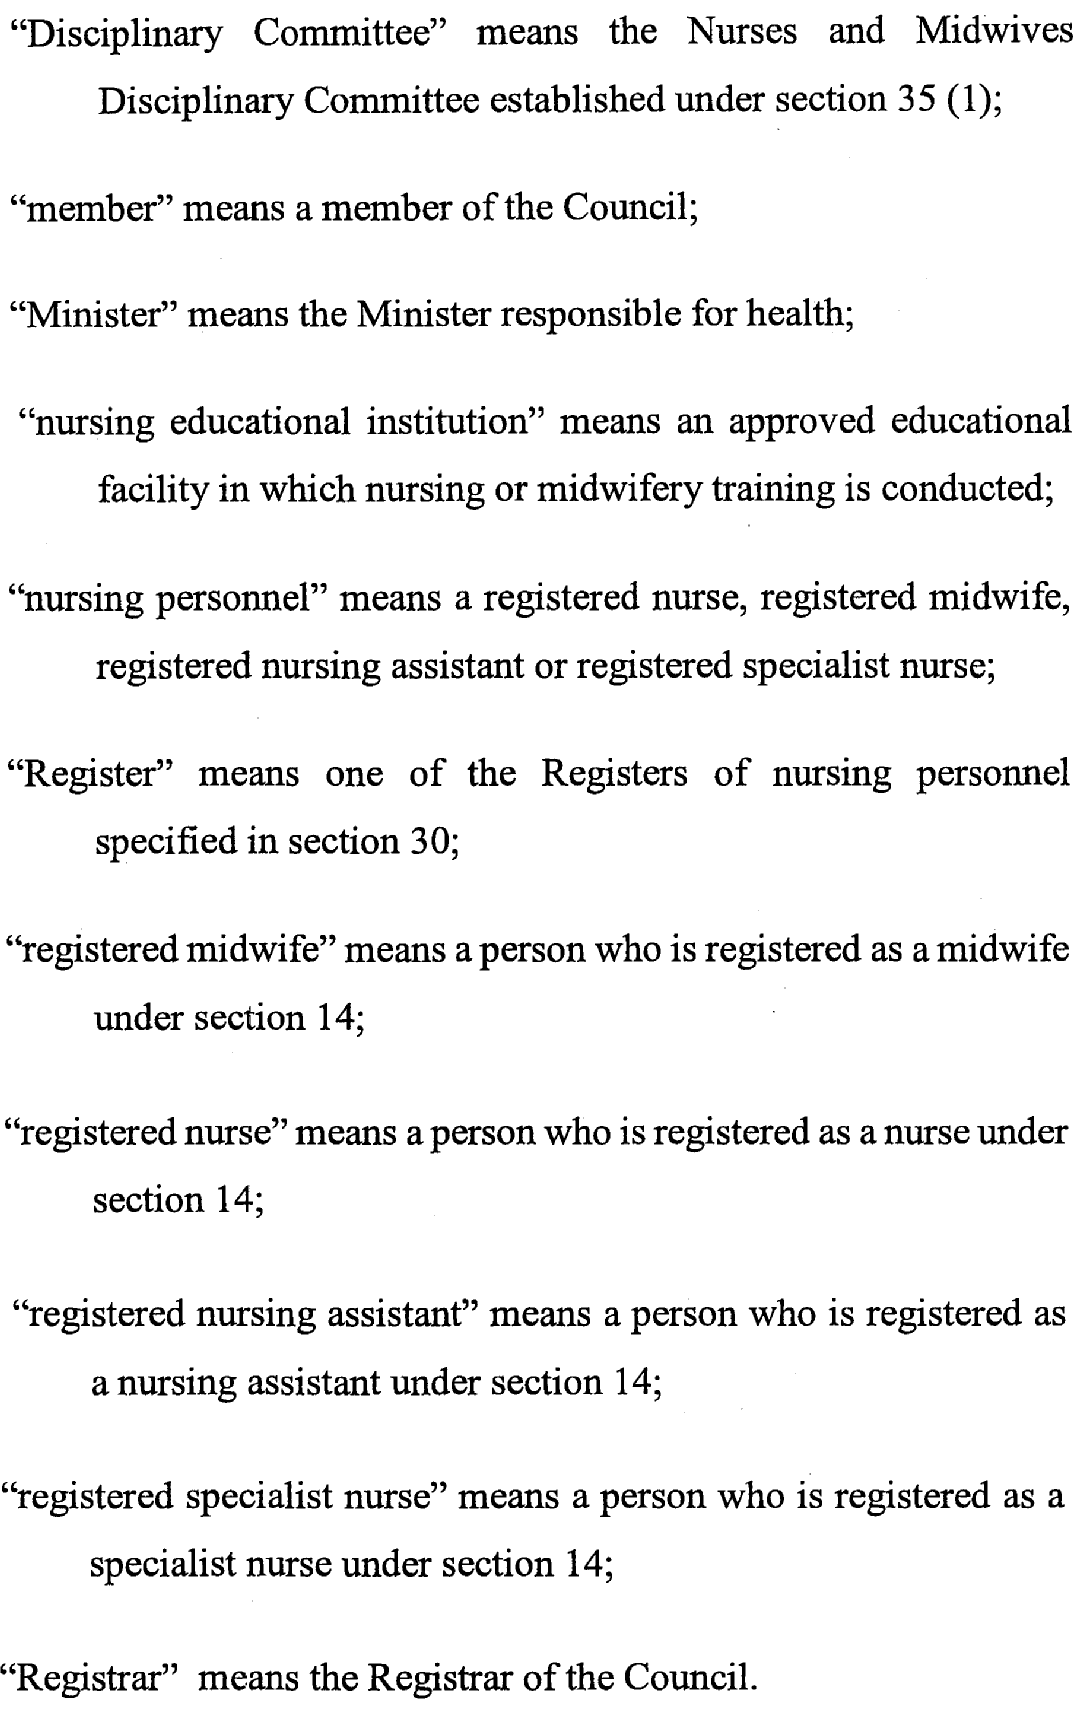 “Disciplinary Committee” means the Nurses and Midwives
Disciplinary Committee established under section 35 (1);
“member” means a member of the Council;
“Minister” means the Minister responsible for health;
“nursing educational institution” means an approved educational
facility in which nursing or midwifery training is conducted;
“nursing personnel” means a registered nurse, registered midwife,
registered nursing assistant or registered specialist nurse;
“Register” means one of the Registers of nursing personnel
specified in section 30;
“registered midwife” means a person who is registered as a midwife
under section 14;
“registered nurse” means a person who is registered as a nurse under
section 14;
“registered nursing assistant” means a person who is registered as
a nursing assistant under section 14;
“registered specialist nurse” means a person who is registered as a
specialist nurse under section 14;
“Registrar” means the Registrar of the Council.